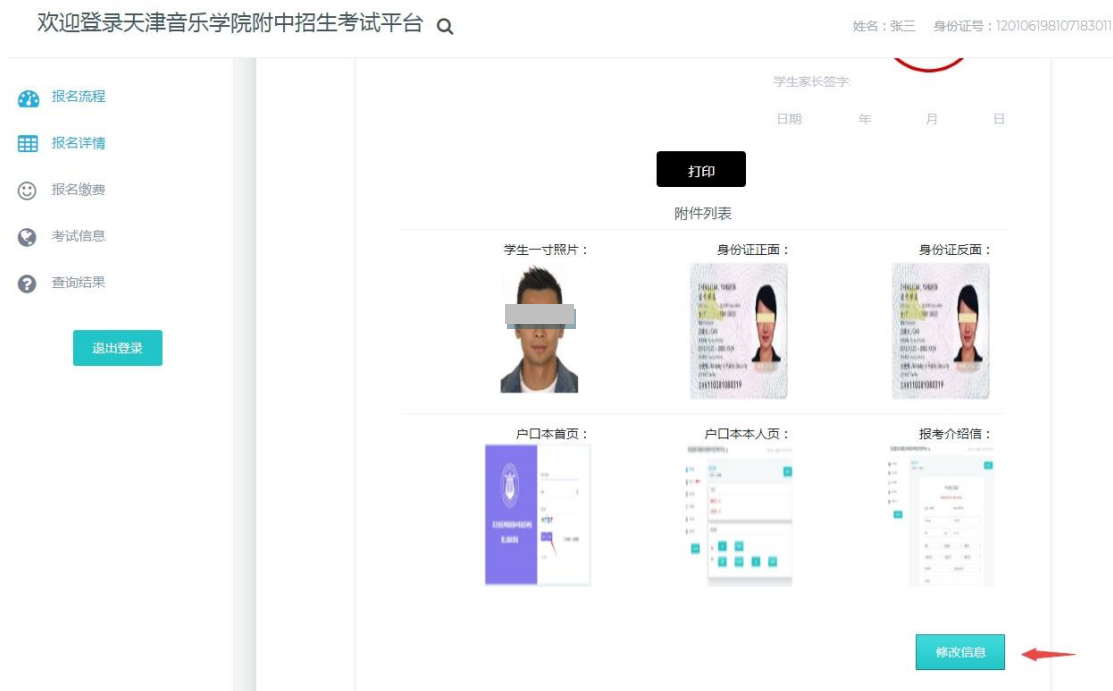 欢迎登录天津音乐学院附中招生考试平台
姓名：张三 身份证号：120106198107183011
报名流程
报名详情
报名缴费
考试信息
查询结果
退出登录
学生家长签字:
日期: 年 月 日
打印
附件列表
学生一寸照片： 身份证正面： 身份证反面：
户口本首页： 户口本本人页： 报考介绍信：
修改信息